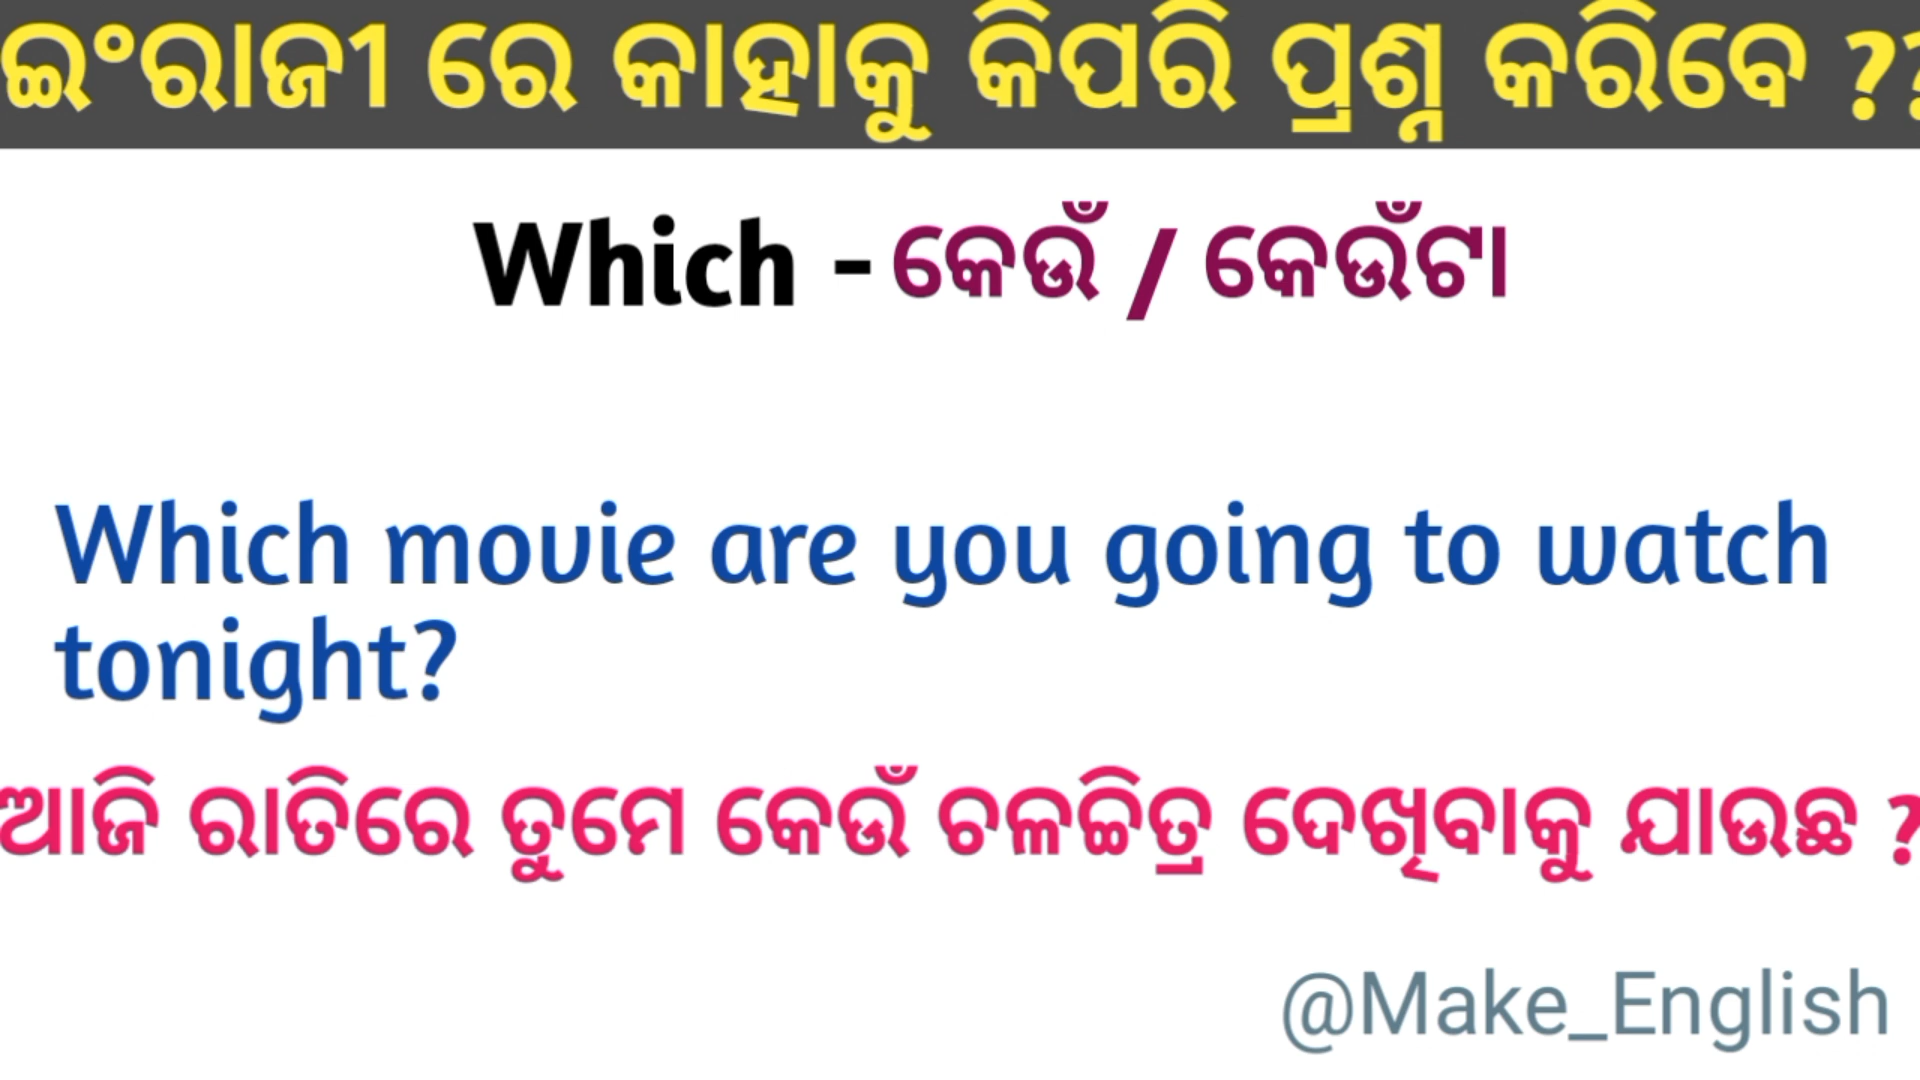 ଇଂରାଜୀ ରେ କାହାକୁ କିପରି ପ୍ରଶ୍ନ କରିବେ ??
Which - କେଉଁ / କେଉଁଟା
Which movie are you going to watch
tonight?
ଆଜି ରାତିରେ ତୁମେ କେଉଁ ଚଳଚ୍ଚିତ୍ର ଦେଖିବାକୁ ଯାଉଛ ?
@Make_English